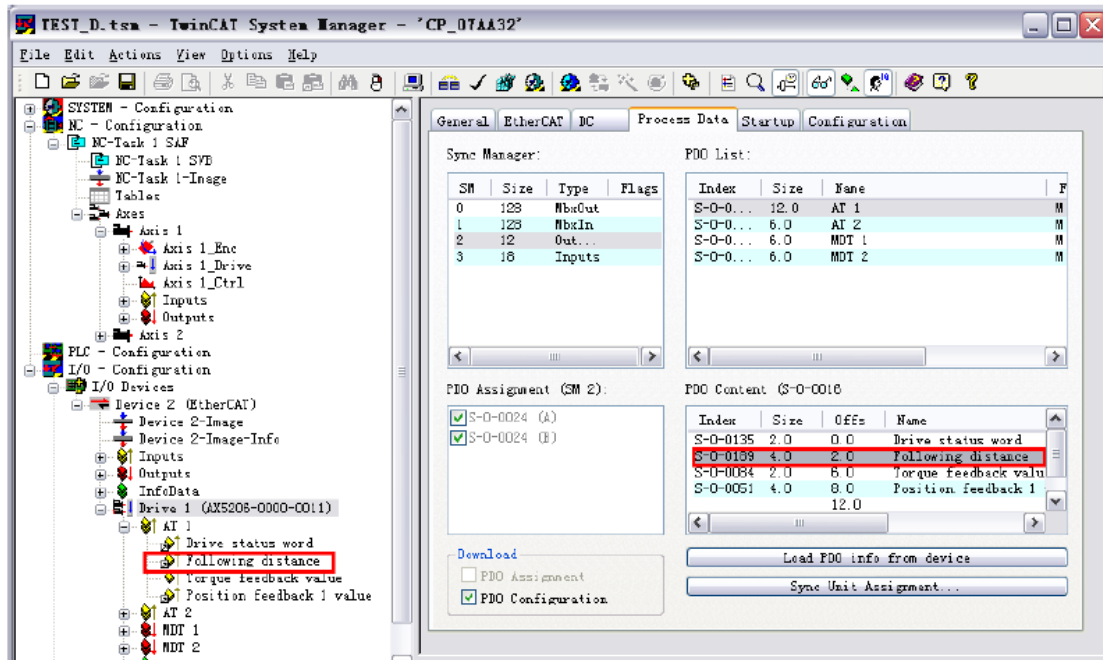 TEST_D.tsm - TwinCAT System Manager - 'CP_07AA32'
File Edit Actions View Options Help
SYSTEM - Configuration
NC - Configuration
NC-Task 1 SAF
NC-Task 1 SVB
NC-Task 1-Image
Tables
Axes
Axis 1
Axis 1_Enc
Axis 1_Drive
Axis 1_Ctrl
Inputs
Outputs
Axis 2
PLC - Configuration
I/O - Configuration
I/O Devices
Device 2 (EtherCAT)
Device 2-Image
Device 2-Image-Info
Inputs
Outputs
InfoData
Drive 1 (AX5206-0000-0011)
AT 1
Drive status word
Following distance
Torque feedback value
Position feedback 1 value
AT 2
MDT 1
MDT 2
General EtherCAT DC Process Data Startup Configuration
Sync Manager:
SM Size Type Flags
0 128 MbxOut
1 128 MbxIn
2 12 Out...
3 18 Inputs
PDO List:
Index Size Name F
S-0-0... 12.0 AT 1 M
S-0-0... 6.0 AT 2 M
S-0-0... 6.0 MDT 1 M
S-0-0... 6.0 MDT 2 M
PDO Assignment (SM 2):
S-0-0024 (A)
S-0-0024 (B)
PDO Content (S-0-0016
Index Size Offs Name
S-0-0135 2.0 0.0 Drive status word
S-0-0189 4.0 2.0 Following distance
S-0-0084 2.0 6.0 Torque feedback valu
S-0-0051 4.0 8.0 Position feedback 1
12.0
Download
PDO Assignment
PDO Configuration
Load PDO info from device
Sync Unit Assignment...